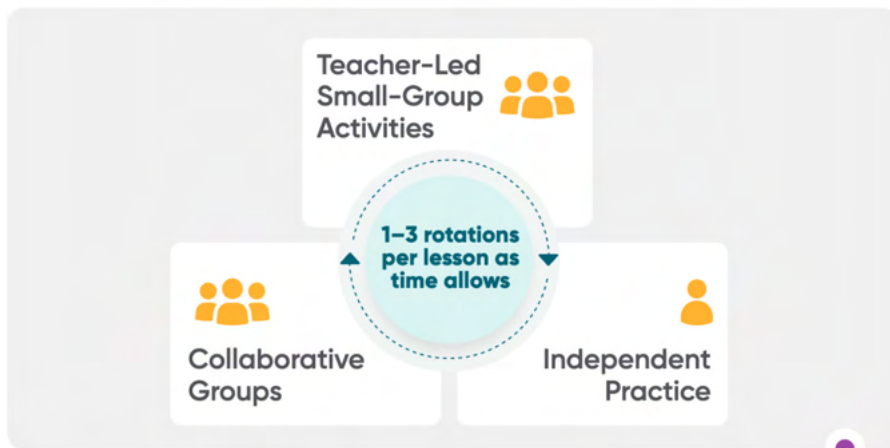 Teacher-Led
Small-Group
Activities
1–3 rotations
per lesson as
time allows
Collaborative
Groups
Independent
Practice